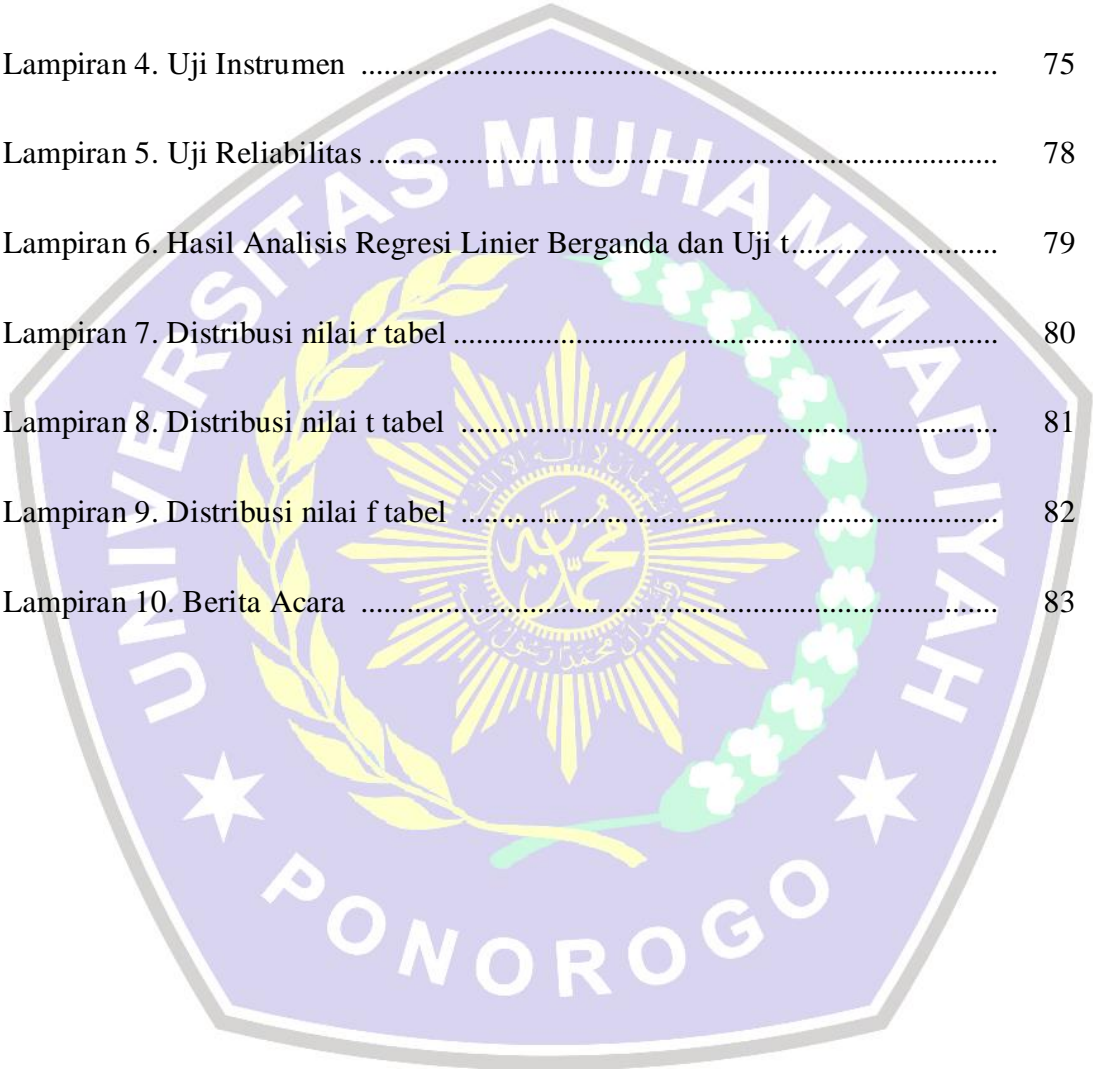 Lampiran 4. Uji Instrumen ................................................................................ 75
Lampiran 5. Uji Reliabilitas ............................................................................... 78
Lampiran 6. Hasil Analisis Regresi Linier Berganda dan Uji t.......................... 79
Lampiran 7. Distribusi nilai r tabel .................................................................... 80
Lampiran 8. Distribusi nilai t tabel ................................................................... 81
Lampiran 9. Distribusi nilai f tabel ................................................................... 82
Lampiran 10. Berita Acara ................................................................................ 83
UNIVERSITAS MUHAMMADIYAH
محمدية
PONOROGO